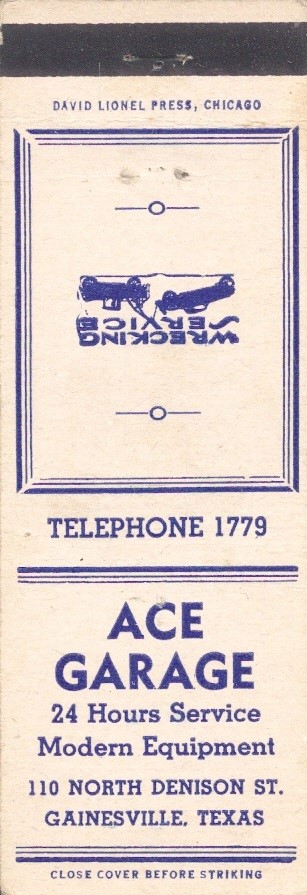 DAVID LIONEL PRESS, CHICAGO
WRECKING
SERVICE
TELEPHONE 1779
ACE
GARAGE
24 Hours Service
Modern Equipment
110 NORTH DENISON ST.
GAINESVILLE, TEXAS
CLOSE COVER BEFORE STRIKING